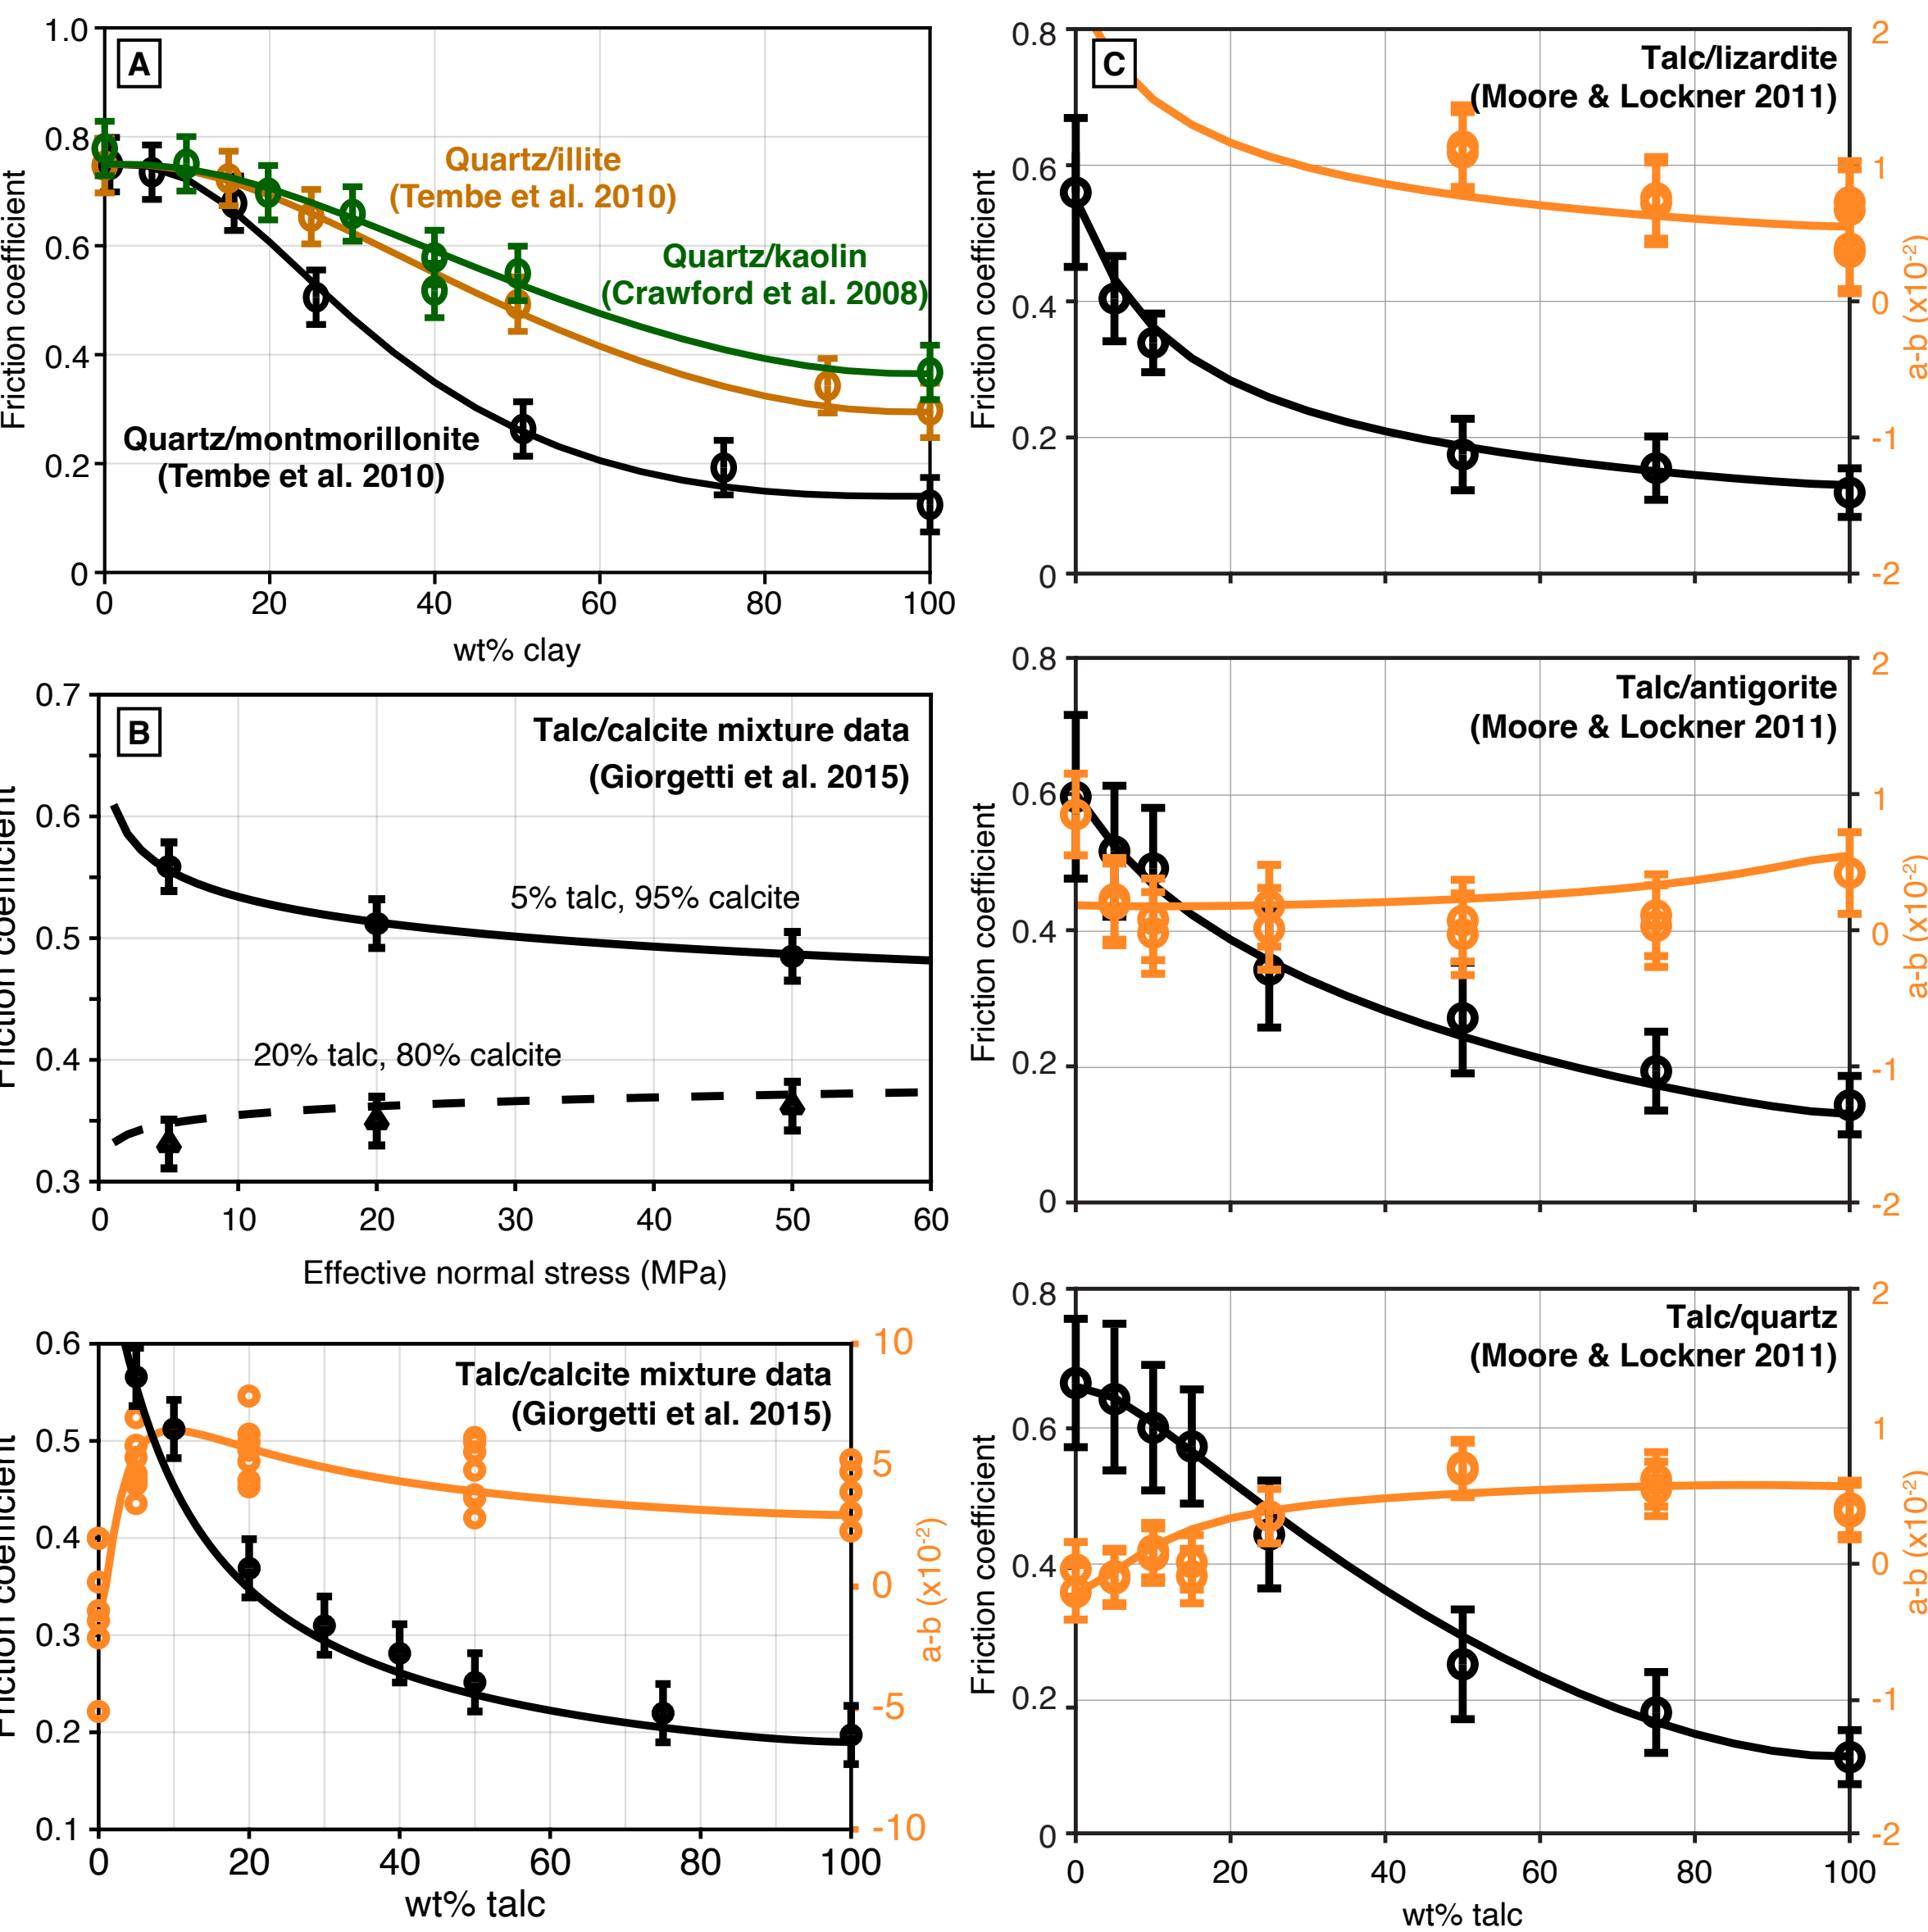 A
1.0
0.8
0.6
0.4
0.2
0
Friction coefficient
Quartz/illite
(Tembe et al. 2010)
Quartz/kaolin
(Crawford et al. 2008)
Quartz/montmorillonite
(Tembe et al. 2010)
0 20 40 60 80 100
wt% clay
B
0.7
0.6
0.5
0.4
0.3
Friction coefficient
Talc/calcite mixture data
(Giorgetti et al. 2015)
5% talc, 95% calcite
20% talc, 80% calcite
0 10 20 30 40 50 60
Effective normal stress (MPa)
0.6
0.5
0.4
0.3
0.2
0.1
Friction coefficient
Talc/calcite mixture data
(Giorgetti et al. 2015)
10
5
0
-5
-10
a-b (x10-2)
0 20 40 60 80 100
wt% talc
C
0.8
0.6
0.4
0.2
0
Friction coefficient
Talc/lizardite
(Moore & Lockner 2011)
2
1
0
-1
-2
a-b (x10-2)
0.8
0.6
0.4
0.2
0
Friction coefficient
Talc/antigorite
(Moore & Lockner 2011)
2
1
0
-1
-2
a-b (x10-2)
0.8
0.6
0.4
0.2
0
Friction coefficient
Talc/quartz
(Moore & Lockner 2011)
2
1
0
-1
-2
a-b (x10-2)
0 20 40 60 80 100
wt% talc